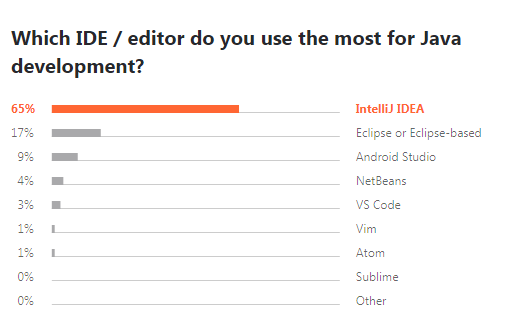 Which IDE / editor do you use the most for Java
development?
65% IntelliJ IDEA
17% Eclipse or Eclipse-based
9% Android Studio
4% NetBeans
3% VS Code
1% Vim
1% Atom
0% Sublime
0% Other